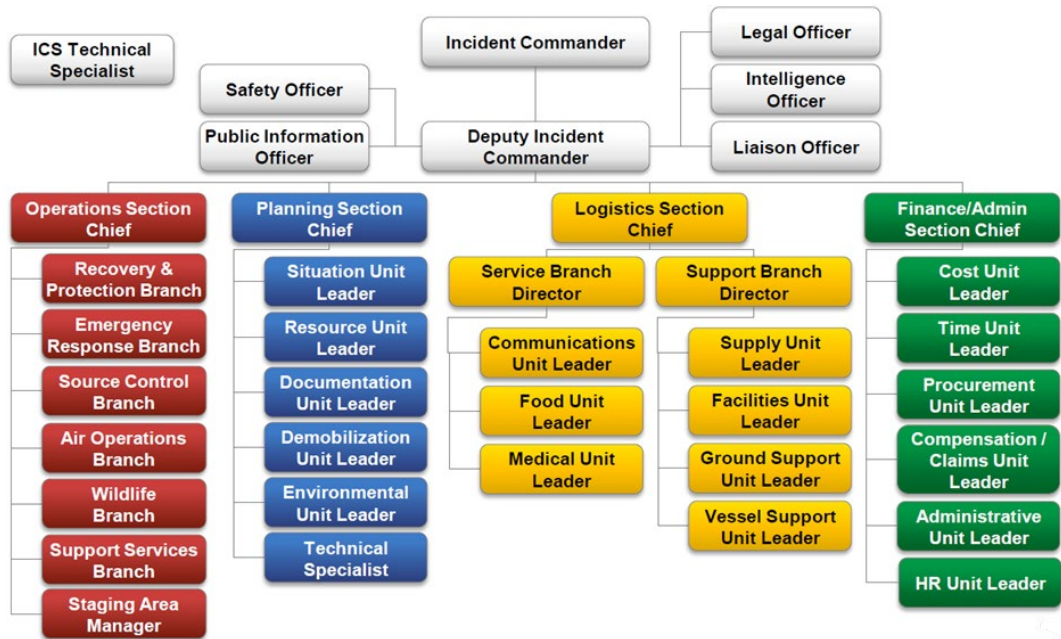 ICS Technical
Specialist
Incident Commander
Legal Officer
Safety Officer
Intelligence
Officer
Public Information
Officer
Deputy Incident
Commander
Liaison Officer
Operations Section
Chief
Planning Section
Chief
Logistics Section
Chief
Finance/Admin
Section Chief
Recovery &
Protection Branch
Emergency
Response Branch
Source Control
Branch
Air Operations
Branch
Wildlife
Branch
Support Services
Branch
Staging Area
Manager
Situation Unit
Leader
Resource Unit
Leader
Documentation
Unit Leader
Demobilization
Unit Leader
Environmental
Unit Leader
Technical
Specialist
Service Branch
Director
Communications
Unit Leader
Food Unit
Leader
Medical Unit
Leader
Support Branch
Director
Supply Unit
Leader
Facilities Unit
Leader
Ground Support
Unit Leader
Vessel Support
Unit Leader
Cost Unit
Leader
Time Unit
Leader
Procurement
Unit Leader
Compensation /
Claims Unit
Leader
Administrative
Unit Leader
HR Unit Leader